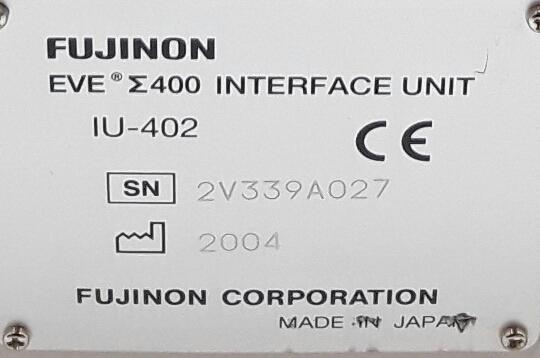 FUJINON
EVE® Σ400 INTERFACE UNIT
IU-402
CE
SN 2V339A027
2004
FUJINON CORPORATION
MADE IN JAPAN